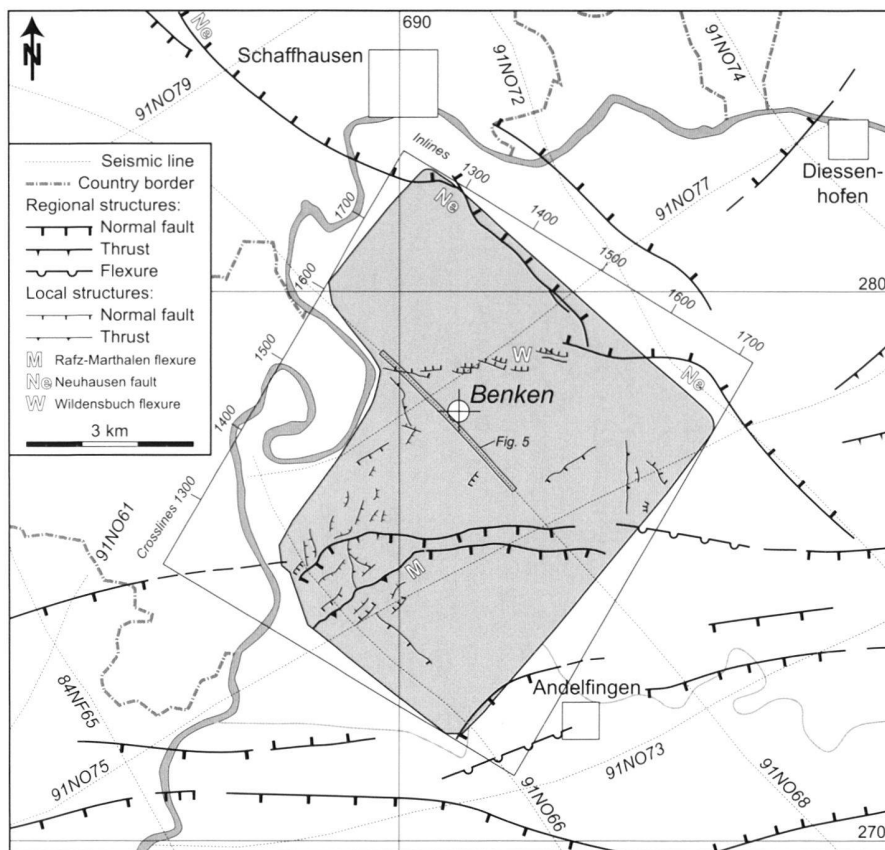 690
Ne
N
Schaffhausen
91NO79
91NO72
91NO74
Diessen-
hofen
Seismic line
Country border
Regional structures:
Normal fault
Thrust
Flexure
Local structures:
Normal fault
Thrust
M Rafz-Marthalen flexure
Ne Neuhausen fault
W Wildensbuch flexure
3 km
Inlines
1300
1400
1500
1600
1700
91NO77
Ne
280
1700
1600
1500
1400
Crosslines 1300
W
Ne
Benken
Fig. 5
91NO61
M
Andelfingen
84NF65
91NO75
91NO73
91NO66
91NO68
270